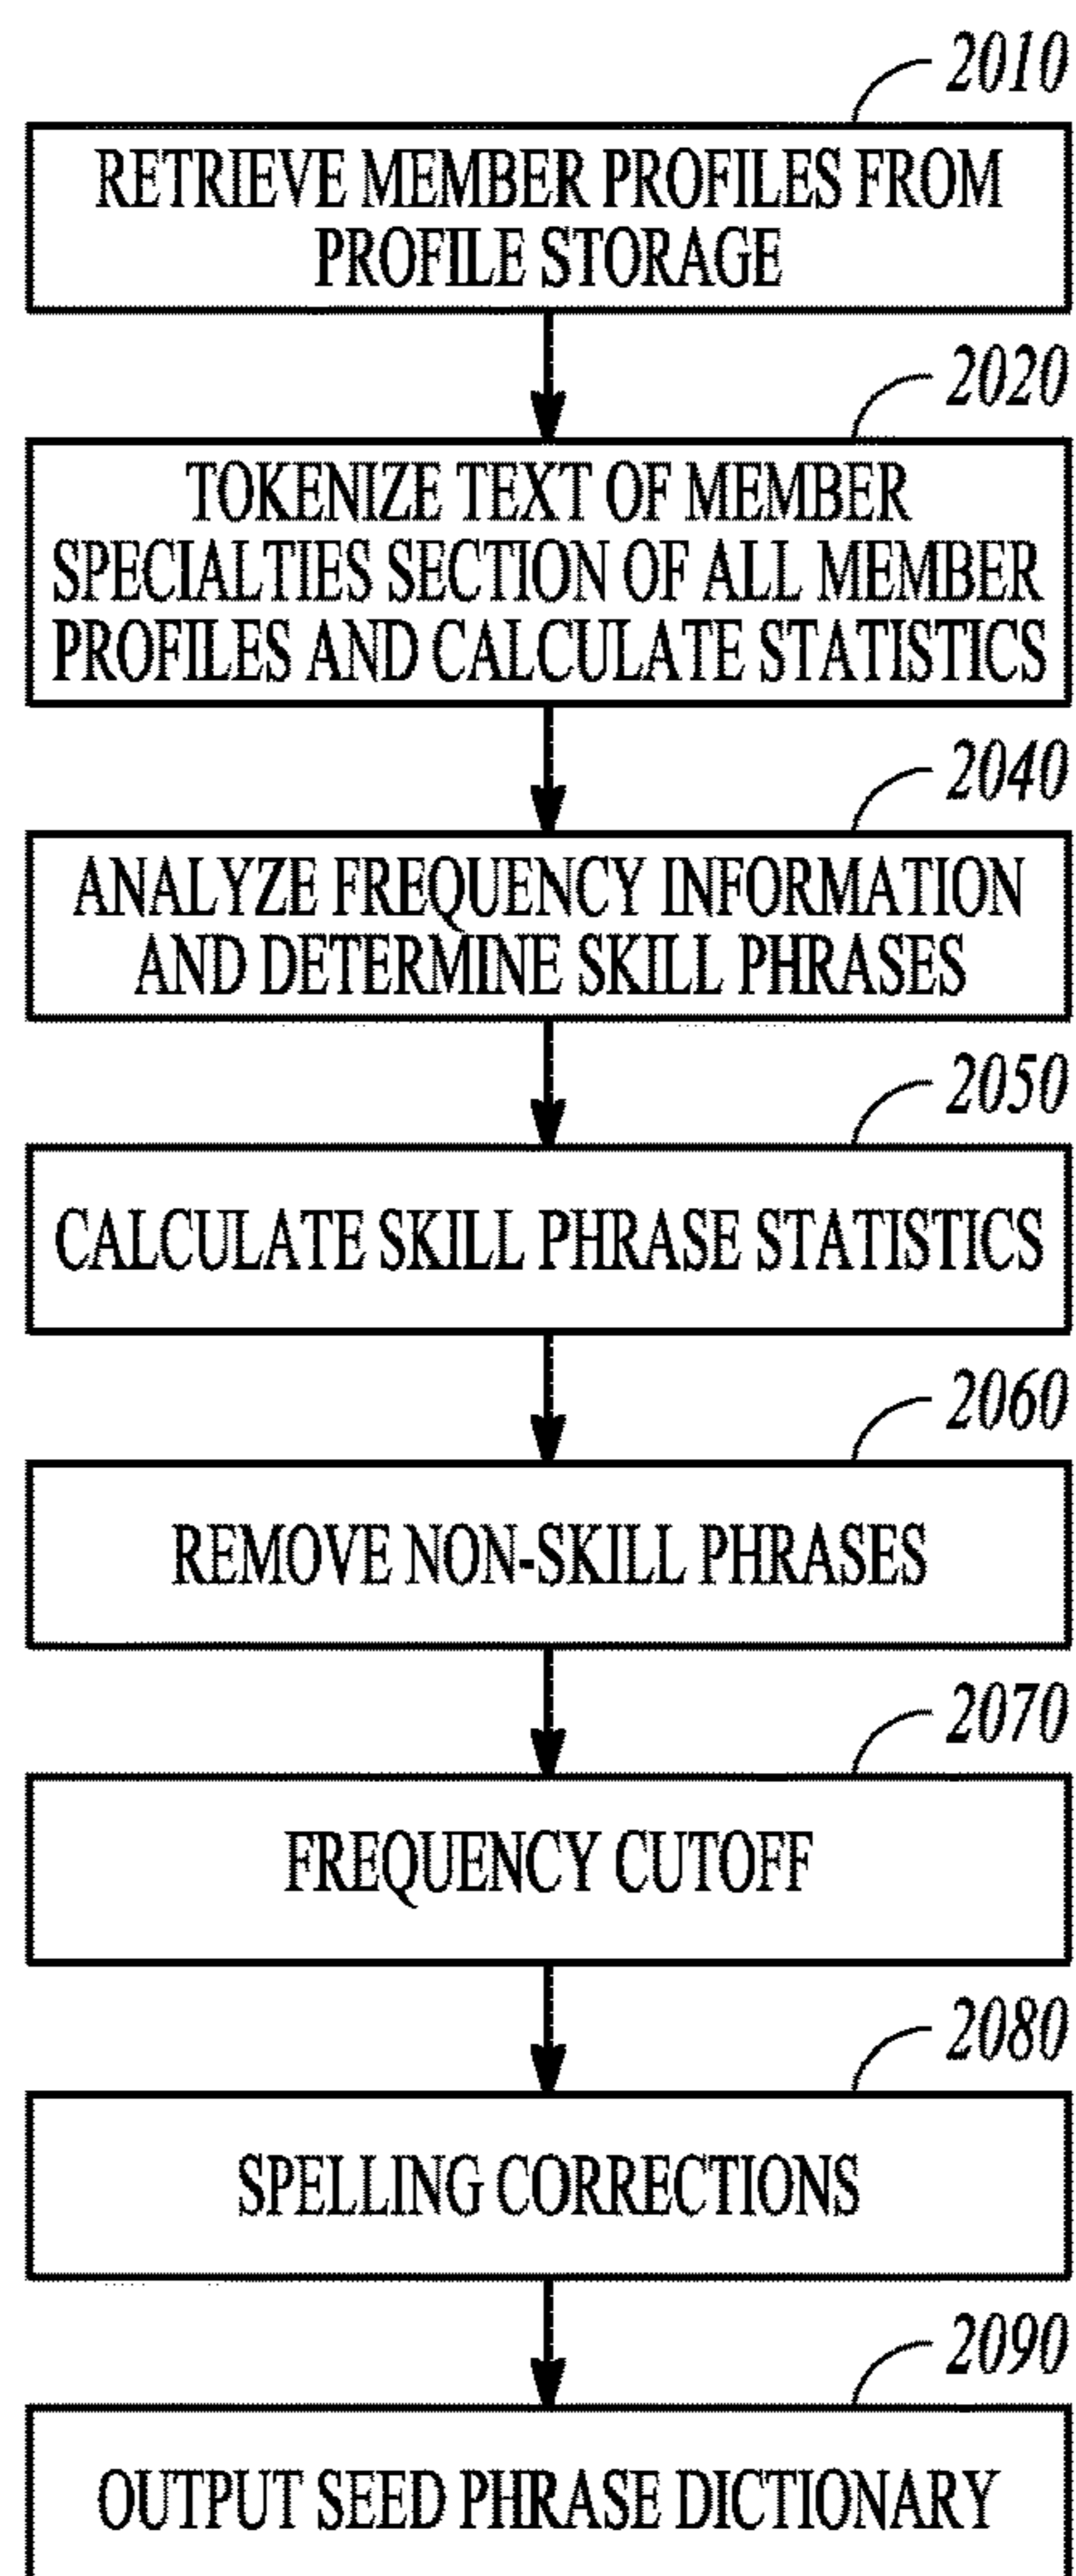 2010
RETRIEVE MEMBER PROFILES FROM
PROFILE STORAGE
2020
TOKENIZE TEXT OF MEMBER
SPECIALTIES SECTION OF ALL MEMBER
PROFILES AND CALCULATE STATISTICS
2040
ANALYZE FREQUENCY INFORMATION
AND DETERMINE SKILL PHRASES
2050
CALCULATE SKILL PHRASE STATISTICS
2060
REMOVE NON-SKILL PHRASES
2070
FREQUENCY CUTOFF
2080
SPELLING CORRECTIONS
2090
OUTPUT SEED PHRASE DICTIONARY